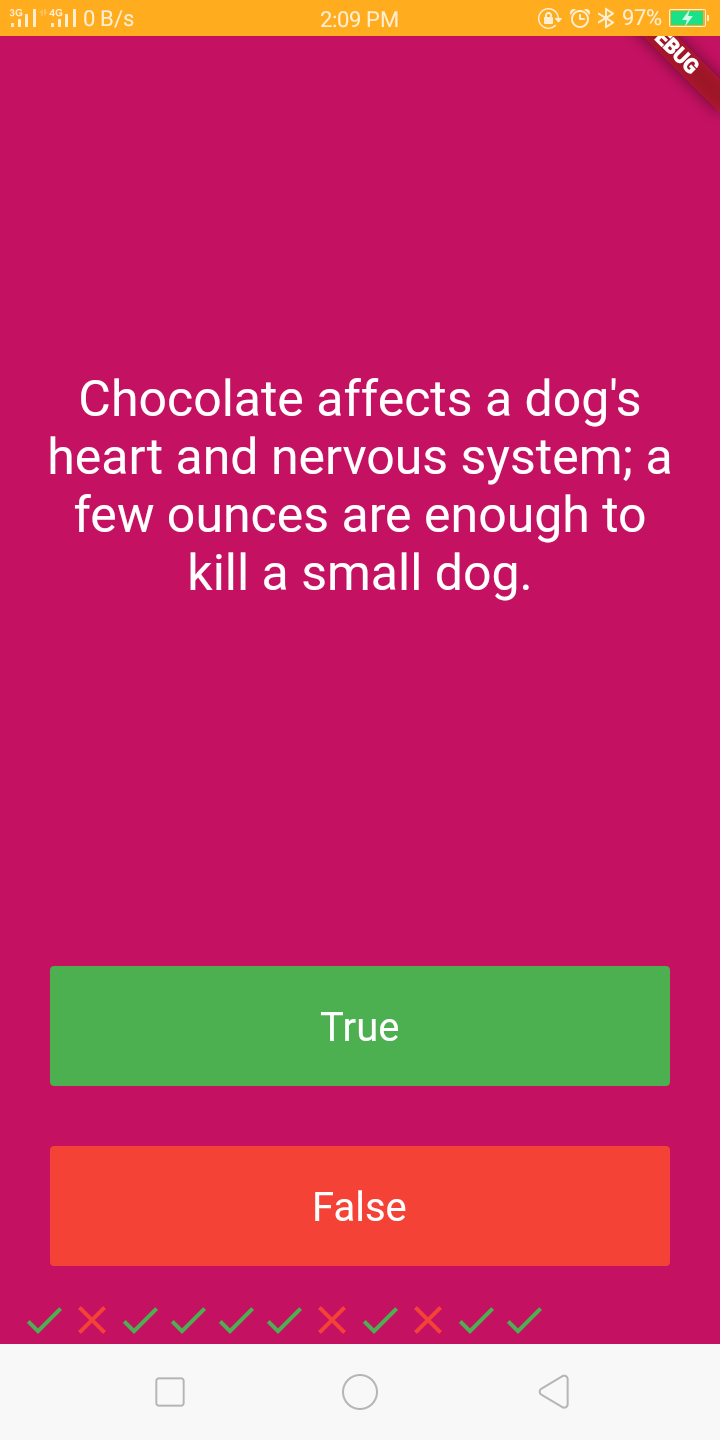 3G 4G 0 B/s 2:09 PM 97%
EBUG
Chocolate affects a dog's
heart and nervous system; a
few ounces are enough to
kill a small dog.
True
False